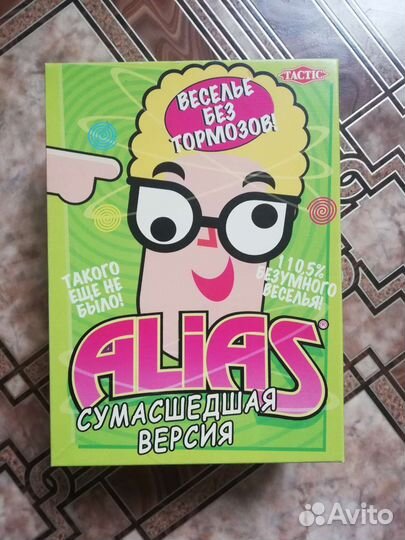 TACTIC
ВЕСЕЛЬЕ
БЕЗ
ТОРМОЗОВ!
ТАКОГО
ЕЩЕ НЕ
БЫЛО!
110,5%
БЕЗУМНОГО
ВЕСЕЛЬЯ!
ALiAS®
СУМАСШЕДШАЯ
ВЕРСИЯ
Avito